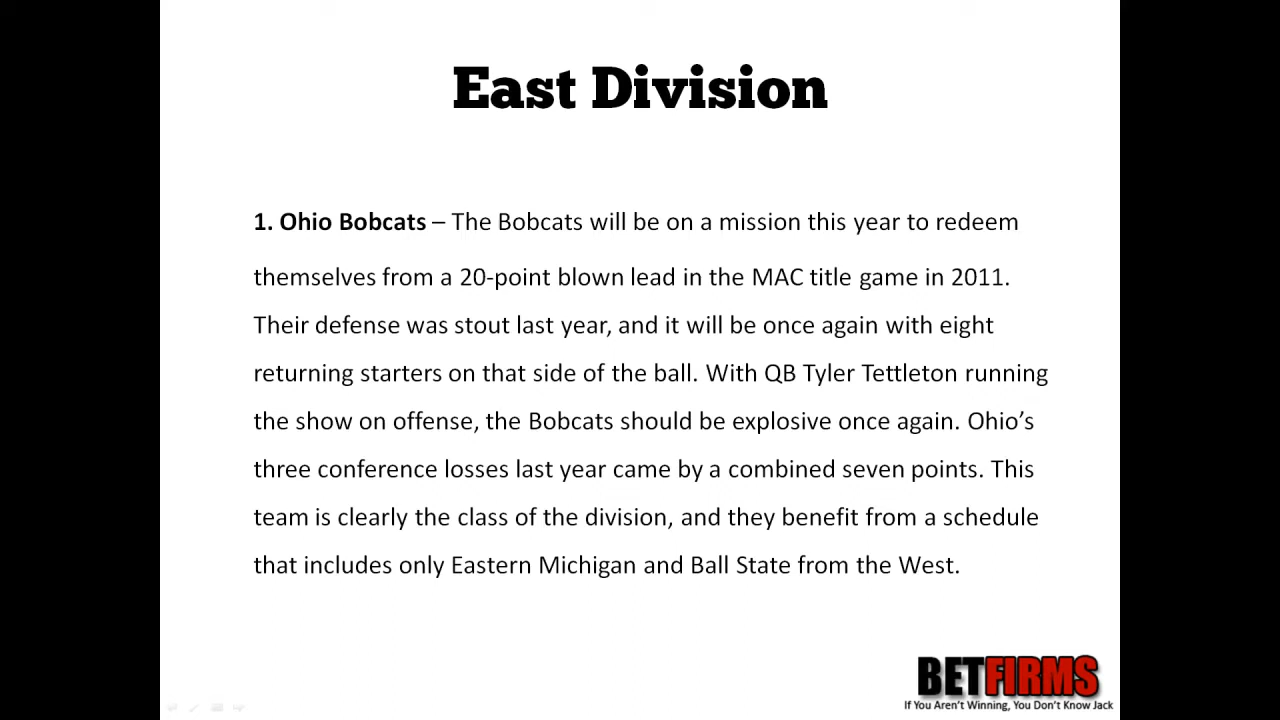 East Division
1. Ohio Bobcats – The Bobcats will be on a mission this year to redeem
themselves from a 20-point blown lead in the MAC title game in 2011.
Their defense was stout last year, and it will be once again with eight
returning starters on that side of the ball. With QB Tyler Tettleton running
the show on offense, the Bobcats should be explosive once again. Ohio’s
three conference losses last year came by a combined seven points. This
team is clearly the class of the division, and they benefit from a schedule
that includes only Eastern Michigan and Ball State from the West.
BETFIRMS
If You Aren't Winning, You Don't Know Jack